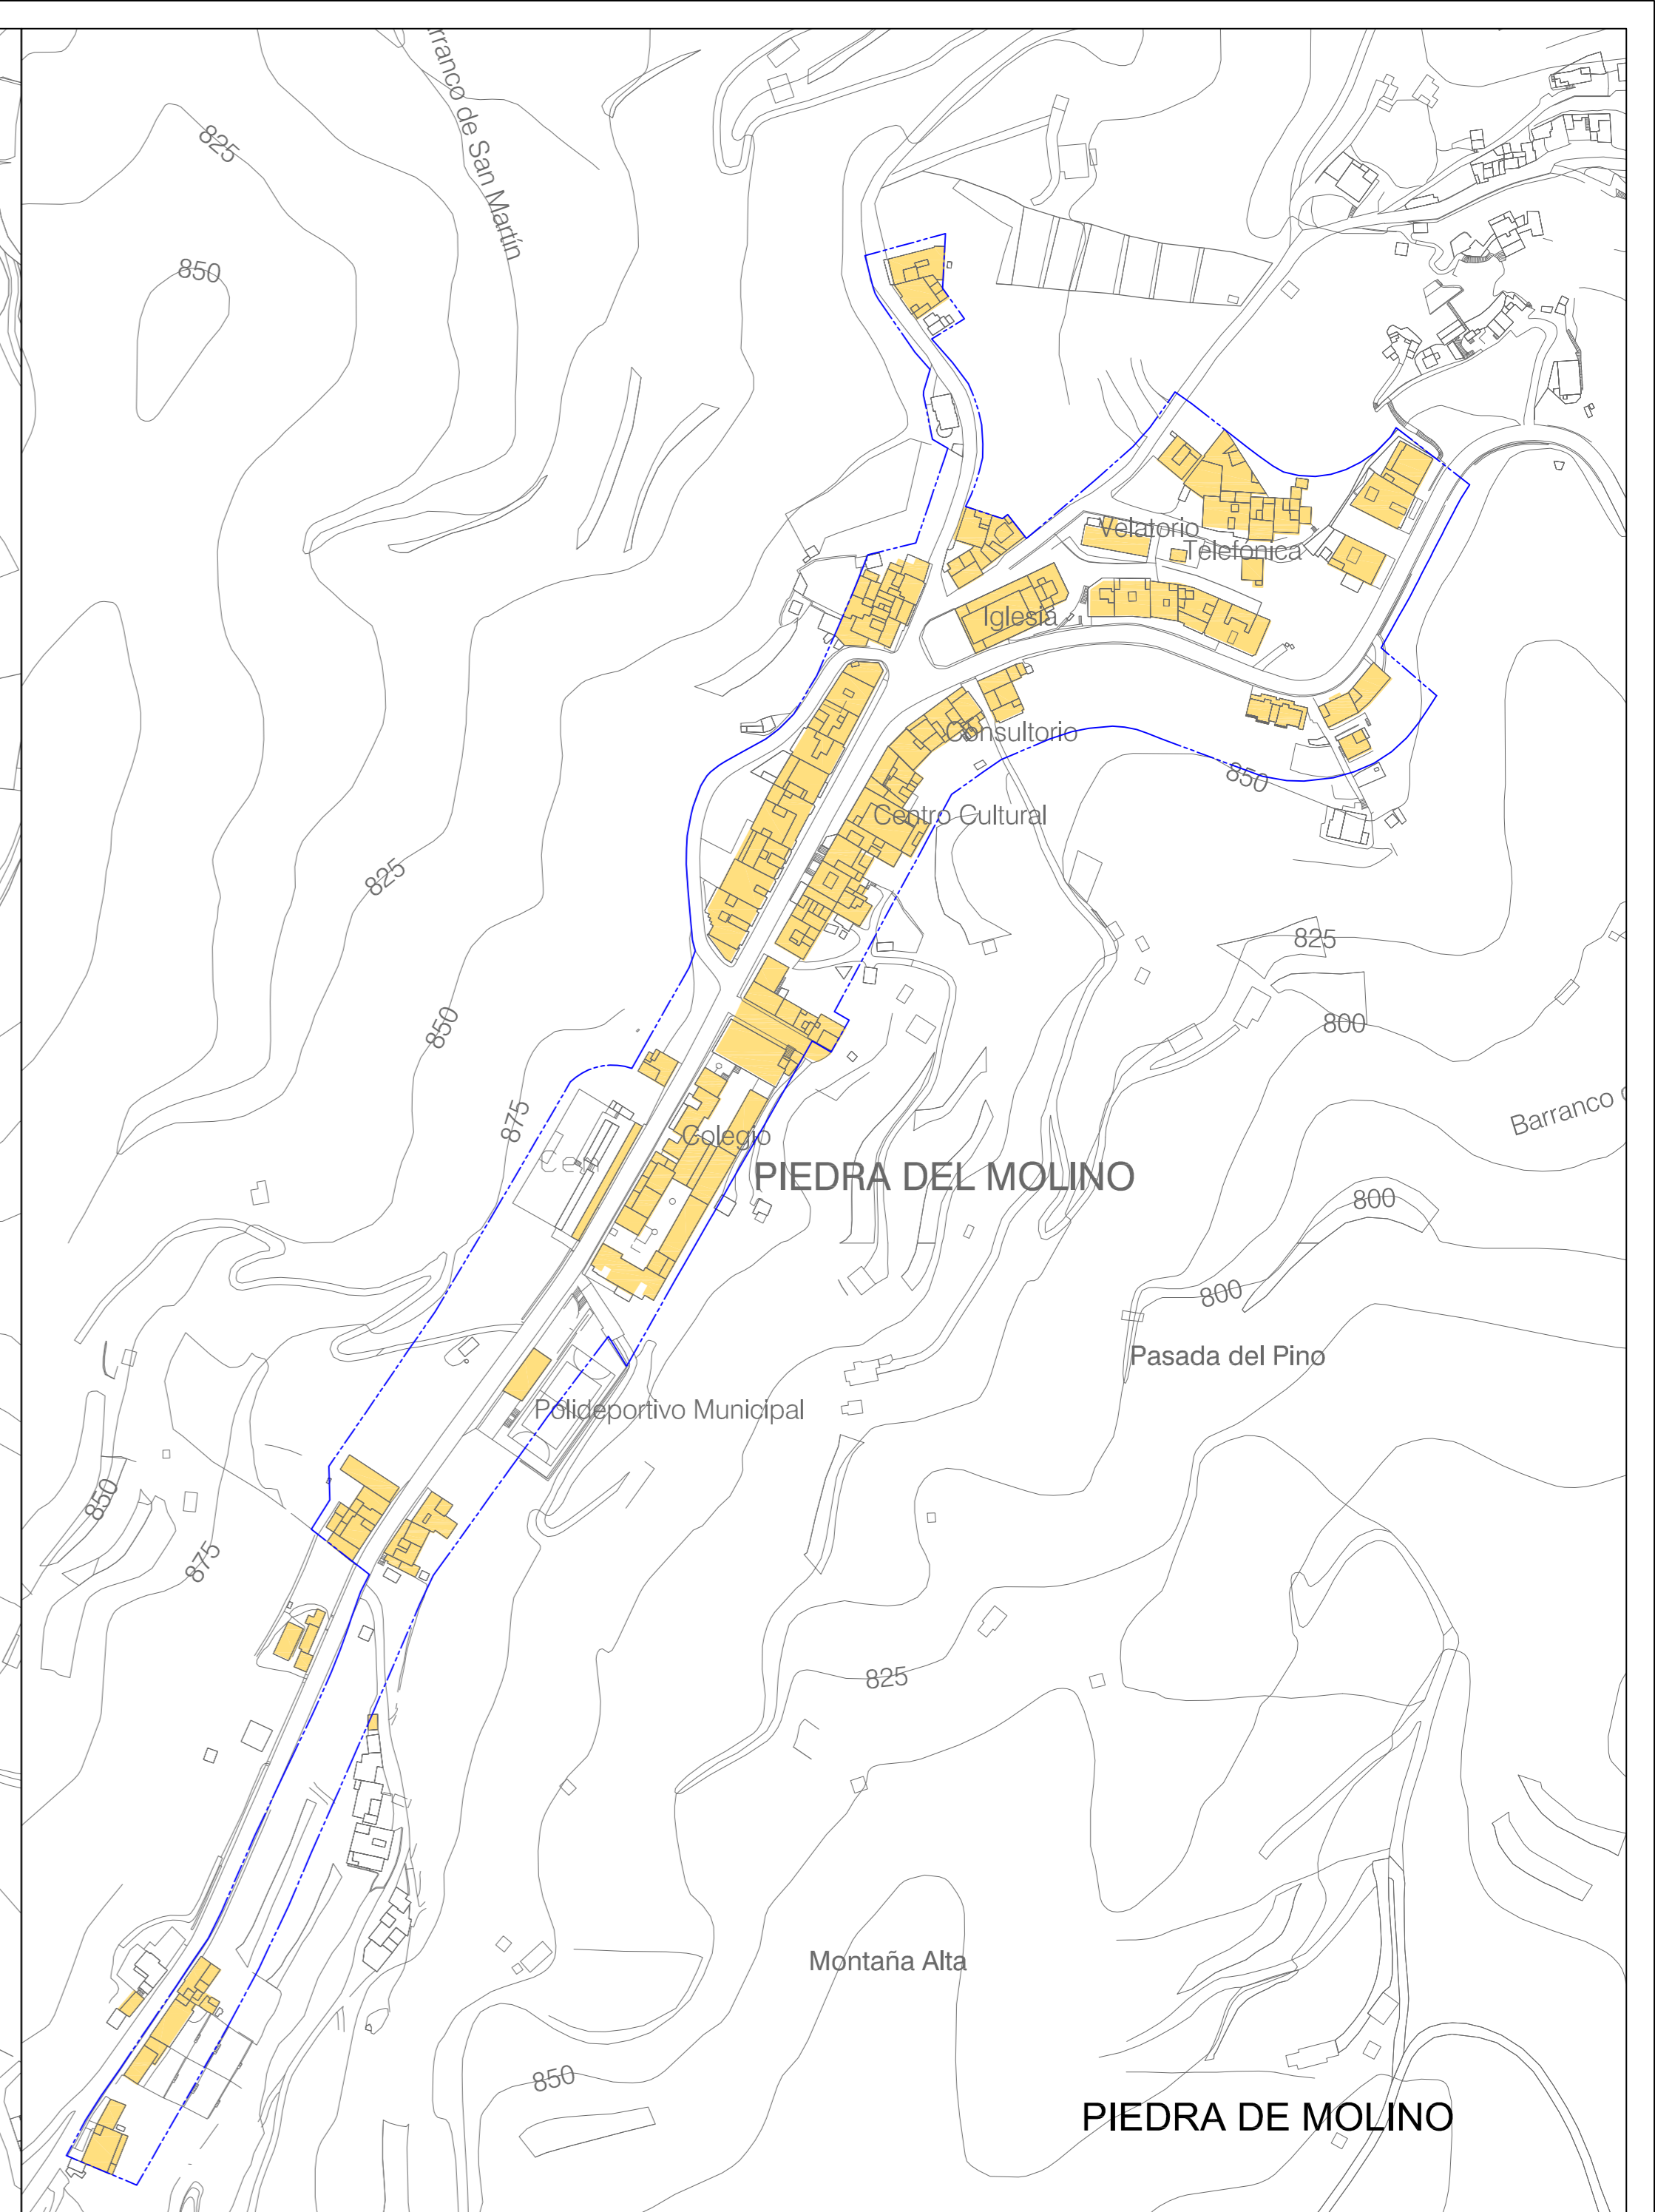 rranco de San Martín
825
850
Velatorio
Telefonica
Iglesia
Consultorio
850
Centro Cultural
825
825
800
850
875
Barranco
Colegio
PIEDRA DEL MOLINO
800
800
Pasada del Pino
Polideportivo Municipal
850
875
825
Montaña Alta
850
PIEDRA DE MOLINO